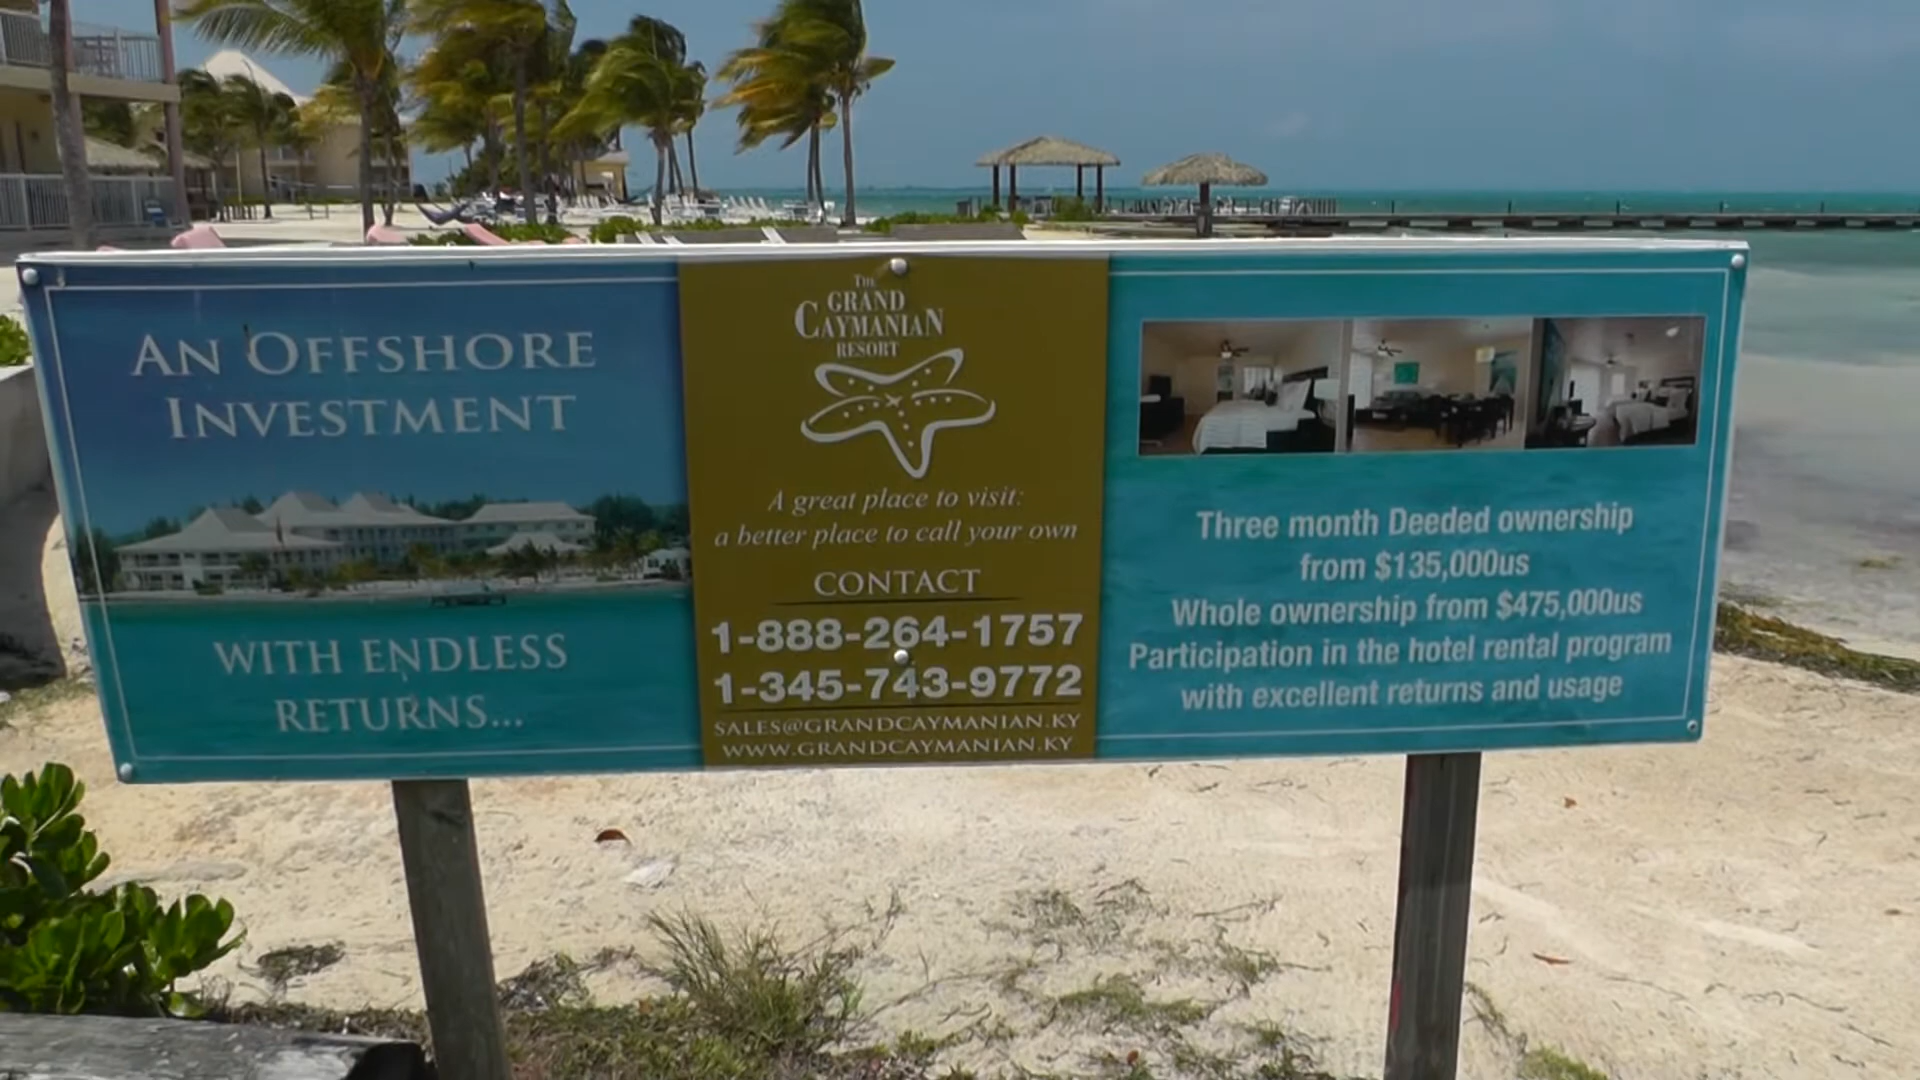 AN OFFSHORE
INVESTMENT
WITH ENDLESS
RETURNS...
THE
GRAND
CAYMANIAN
RESORT
A great place to visit:
a better place to call your own
CONTACT
1-888-264-1757
1-345-743-9772
SALES@GRANDCAYMANIAN.KY
WWW.GRANDCAYMANIAN.KY
Three month Deeded ownership
from $135,000us
Whole ownership from $475,000us
Participation in the hotel rental program
with excellent returns and usage